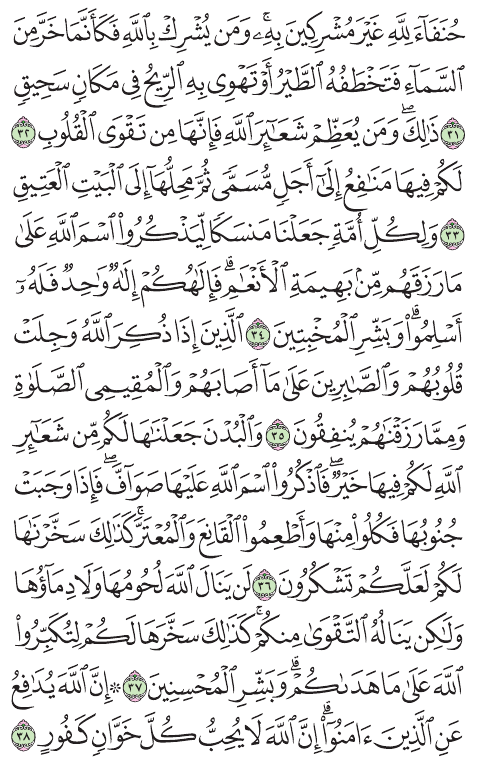 حُنَفَآءَ لِلَّهِ غَيْرَ مُشْرِكِينَ بِهِۦۚ وَمَن يُشْرِكْ بِٱللَّهِ فَكَأَنَّمَا خَرَّ مِنَ
ٱلسَّمَآءِ فَتَخْطَفُهُ ٱلطَّيْرُ أَوْ تَهْوِى بِهِ ٱلرِّيحُ فِى مَكَانٍ سَحِيقٍ
٣١ ذَٰلِكَۖ وَمَن يُعَظِّمْ شَعَٰٓئِرَ ٱللَّهِ فَإِنَّهَا مِن تَقْوَى ٱلْقُلُوبِ ٣٢
لَكُمْ فِيهَا مَنَٰفِعُ إِلَىٰٓ أَجَلٍ مُّسَمًّى ثُمَّ مَحِلُّهَآ إِلَى ٱلْبَيْتِ ٱلْعَتِيقِ
٣٣ وَلِكُلِّ أُمَّةٍ جَعَلْنَا مَنسَكًا لِّيَذْكُرُوا۟ ٱسْمَ ٱللَّهِ عَلَىٰ
مَا رَزَقَهُم مِّنۢ بَهِيمَةِ ٱلْأَنْعَٰمِۗ فَإِلَٰهُكُمْ إِلَٰهٌ وَٰحِدٌ فَلَهُۥٓ
أَسْلِمُوا۟ۗ وَبَشِّرِ ٱلْمُخْبِتِينَ ٣٤ ٱلَّذِينَ إِذَا ذُكِرَ ٱللَّهُ وَجِلَتْ
قُلُوبُهُمْ وَٱلصَّٰبِرِينَ عَلَىٰ مَآ أَصَابَهُمْ وَٱلْمُقِيمِى ٱلصَّلَوٰةِ
وَمِمَّا رَزَقْنَٰهُمْ يُنفِقُونَ ٣٥ وَٱلْبُدْنَ جَعَلْنَٰهَا لَكُم مِّن شَعَٰٓئِرِ
ٱللَّهِ لَكُمْ فِيهَا خَيْرٌۖ فَٱذْكُرُوا۟ ٱسْمَ ٱللَّهِ عَلَيْهَا صَوَآفَّۖ فَإِذَا وَجَبَتْ
جُنُوبُهَا فَكُلُوا۟ مِنْهَا وَأَطْعِمُوا۟ ٱلْقَانِعَ وَٱلْمُعْتَرَّۚ كَذَٰلِكَ سَخَّرْنَٰهَا
لَكُمْ لَعَلَّكُمْ تَشْكُرُونَ ٣٦ لَن يَنَالَ ٱللَّهَ لُحُومُهَا وَلَا دِمَآؤُهَا
وَلَٰكِن يَنَالُهُ ٱلتَّقْوَىٰ مِنكُمْۚ كَذَٰلِكَ سَخَّرَهَا لَكُمْ لِتُكَبِّرُوا۟
ٱللَّهَ عَلَىٰ مَا هَدَىٰكُمْۗ وَبَشِّرِ ٱلْمُحْسِنِينَ ٣٧ ۞ إِنَّ ٱللَّهَ يُدَٰفِعُ
عَنِ ٱلَّذِينَ ءَامَنُوٓا۟ۗ إِنَّ ٱللَّهَ لَا يُحِبُّ كُلَّ خَوَّانٍ كَفُورٍ ٣٨